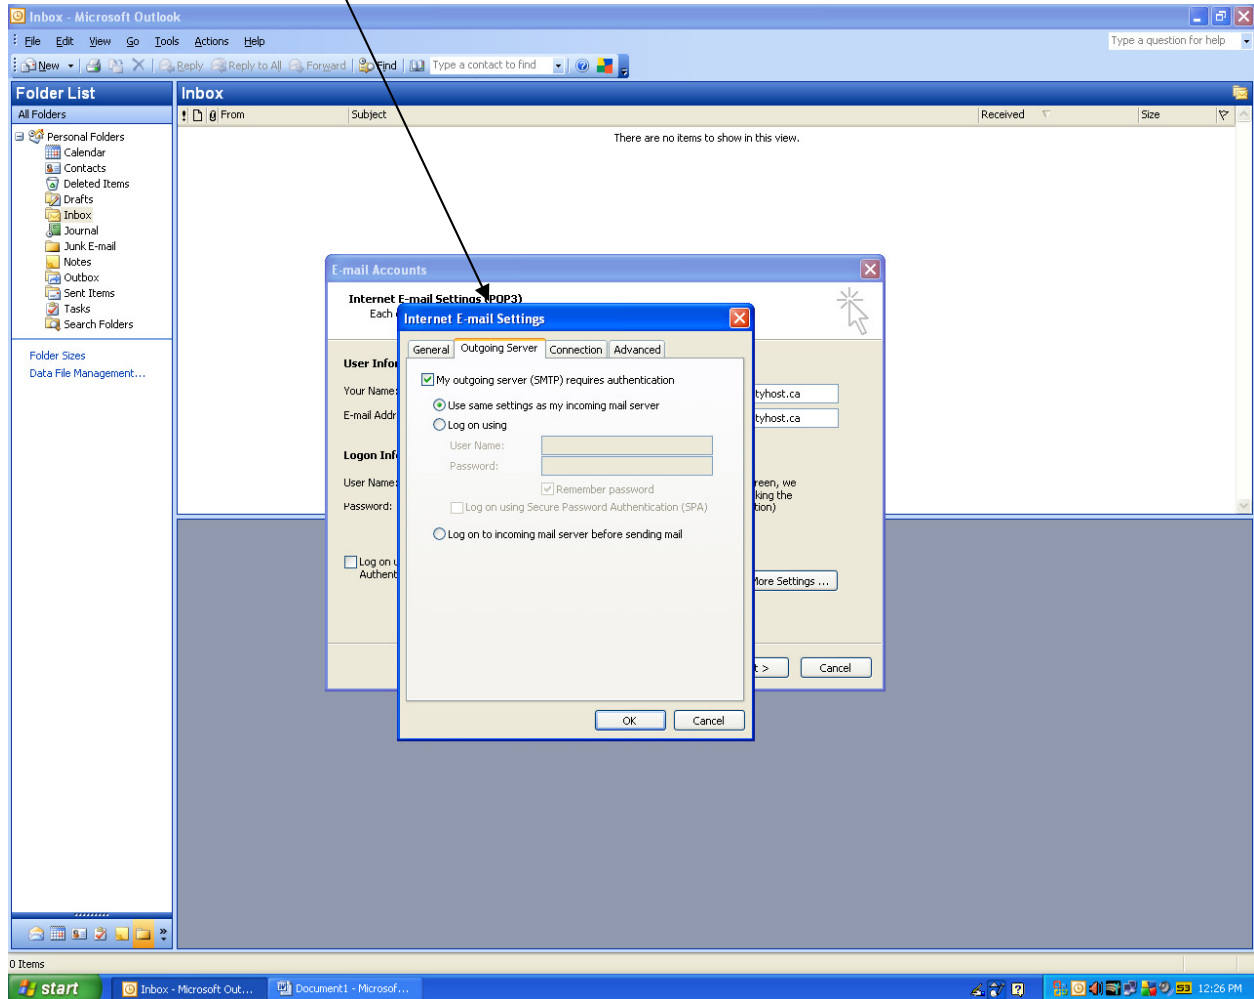 Inbox - Microsoft Outlook
File Edit View Go Tools Actions Help
Type a question for help
New Reply Reply to All Forward Find Type a contact to find
Folder List
Inbox
All Folders
From Subject Received Size
There are no items to show in this view.
Personal Folders
Calendar
Contacts
Deleted Items
Drafts
Inbox
Journal
Junk E-mail
Notes
Outbox
Sent Items
Tasks
Search Folders
Folder Sizes
Data File Management...
E-mail Accounts
Internet E-mail Settings (POP3)
Each
User Infor
Your Name:
tyhost.ca
E-mail Addr
tyhost.ca
Logon Inf
User Name:
reen, we
king the
Password:
tion)
Log on u
Authent
More Settings ...
t >
Cancel
Internet E-mail Settings
General Outgoing Server Connection Advanced
My outgoing server (SMTP) requires authentication
Use same settings as my incoming mail server
Log on using
User Name:
Password:
Remember password
Log on using Secure Password Authentication (SPA)
Log on to incoming mail server before sending mail
OK Cancel
0 Items
start Inbox - Microsoft Out... Document1 - Microsof... 12:26 PM